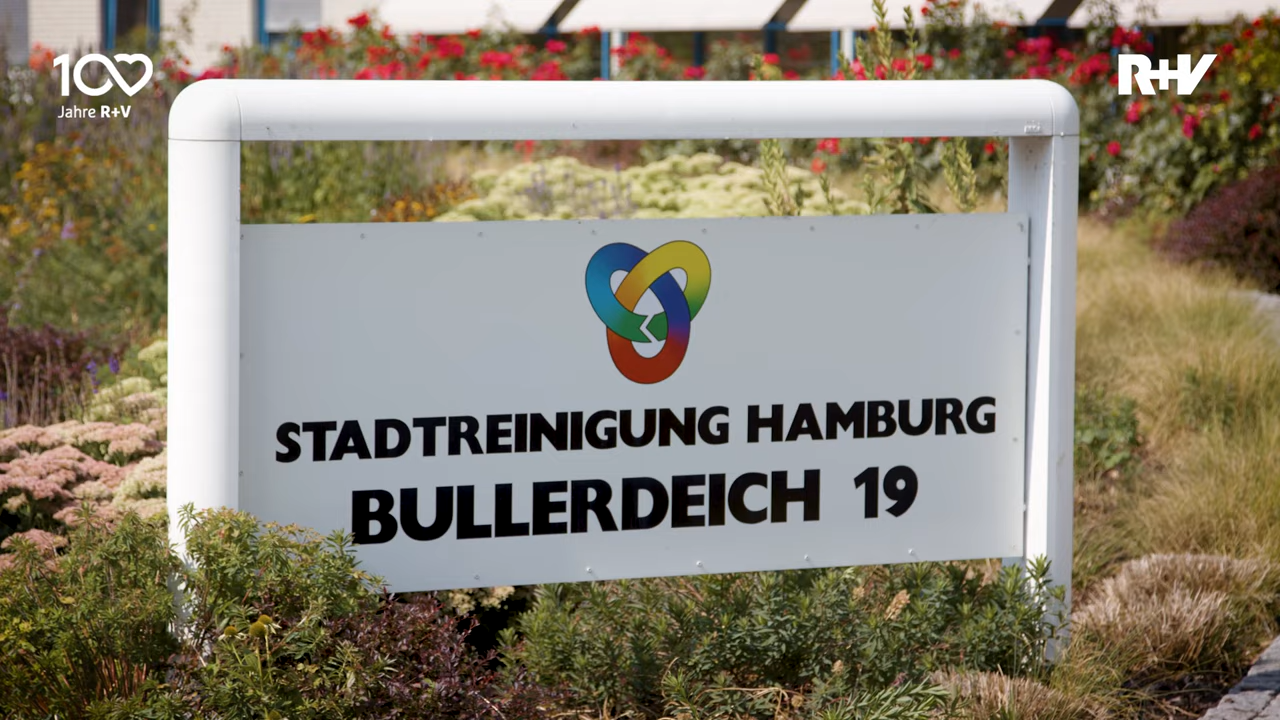 100
Jahre R+V
R+V
STADTREINIGUNG HAMBURG
BULLERDEICH 19